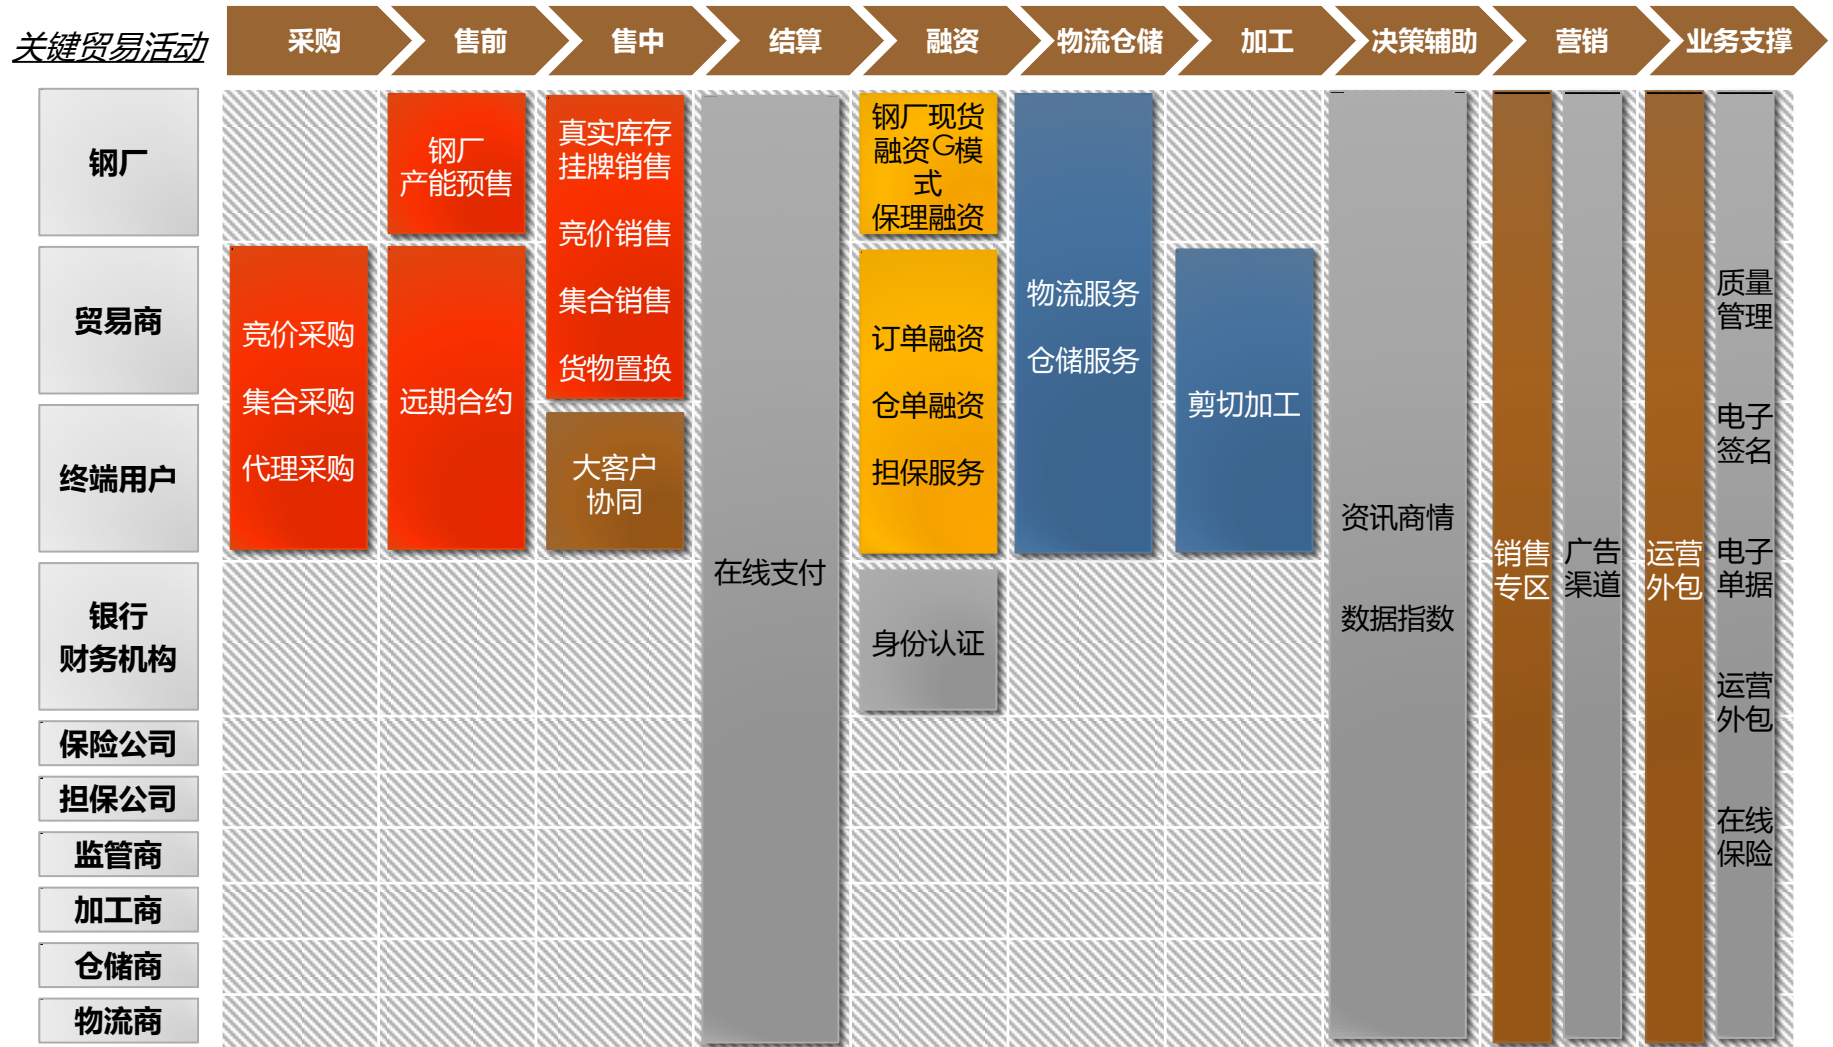 关键贸易活动
采购
售前
售中
结算
融资
物流仓储
加工
决策辅助
营销
业务支撑
钢厂
贸易商
终端用户
银行
财务机构
保险公司
担保公司
监管商
加工商
仓储商
物流商
竞价采购
集合采购
代理采购
钢厂
产能预售
远期合约
真实库存
挂牌销售
竞价销售
集合销售
货物置换
大客户
协同
在线支付
钢厂现货
融资G模
式
保理融资
订单融资
仓单融资
担保服务
身份认证
物流服务
仓储服务
剪切加工
资讯商情
数据指数
销售
专区
广告
渠道
运营
外包
质量
管理
电子
签名
电子
单据
运营
外包
在线
保险